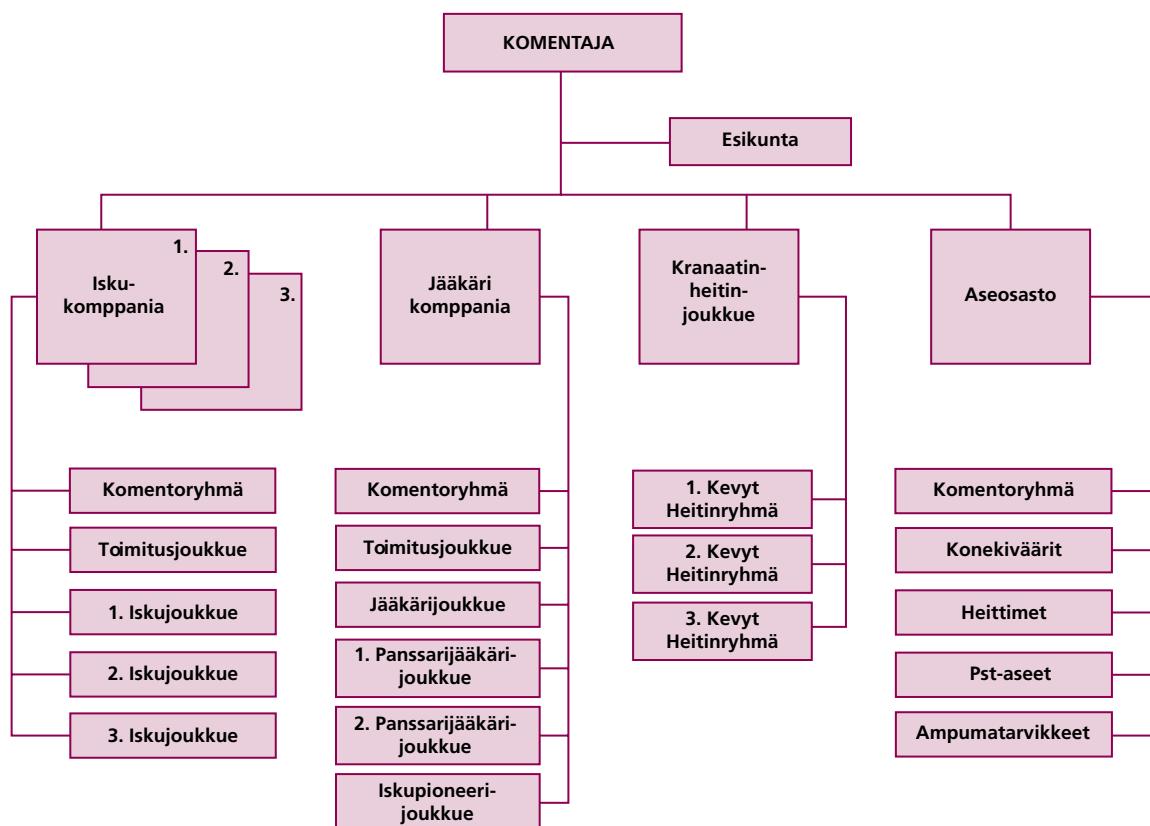 KOMENTAJA
Esikunta
1.
2.
3.
Isku-
komppania
Jääkäri
komppania
Kranaatin-
heitin-
joukkue
Aseosasto
Komentoryhmä
Toimitusjoukkue
1. Iskujoukkue
2. Iskujoukkue
3. Iskujoukkue
Komentoryhmä
Toimitusjoukkue
Jääkärijoukkue
1. Panssarijääkäri-
joukkue
2. Panssarijääkäri-
joukkue
Iskupioneeri-
joukkue
1. Kevyt
Heitinryhmä
2. Kevyt
Heitinryhmä
3. Kevyt
Heitinryhmä
Komentoryhmä
Konekiväärit
Heittimet
Pst-aseet
Ampumatarvikkeet